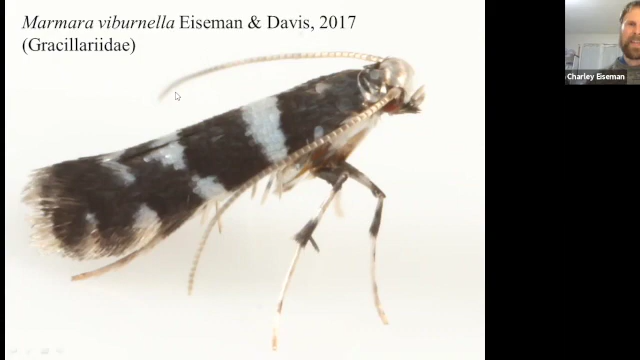 Marmara viburnella Eiseman & Davis, 2017
(Gracillariidae)
Charley Eiseman